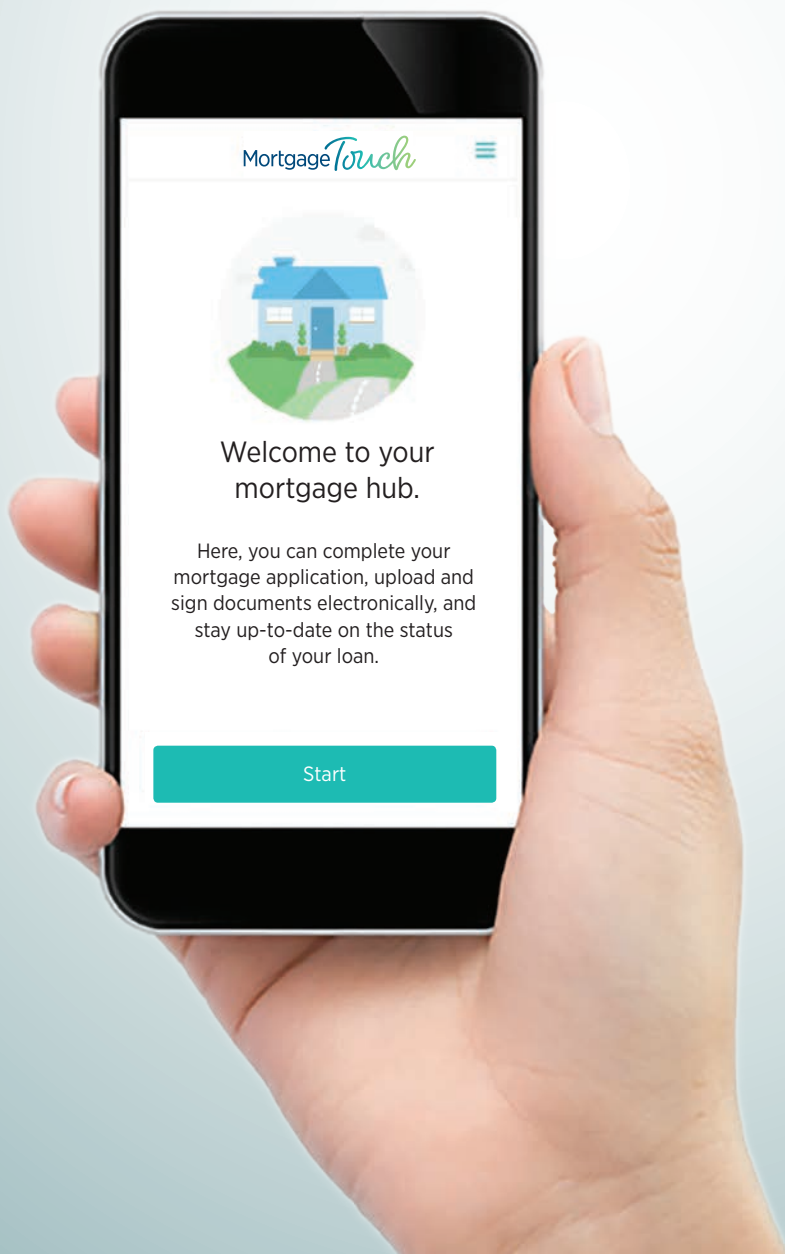 MortgageTouch
Welcome to your
mortgage hub.
Here, you can complete your
mortgage application, upload and
sign documents electronically, and
stay up-to-date on the status
of your loan.
Start